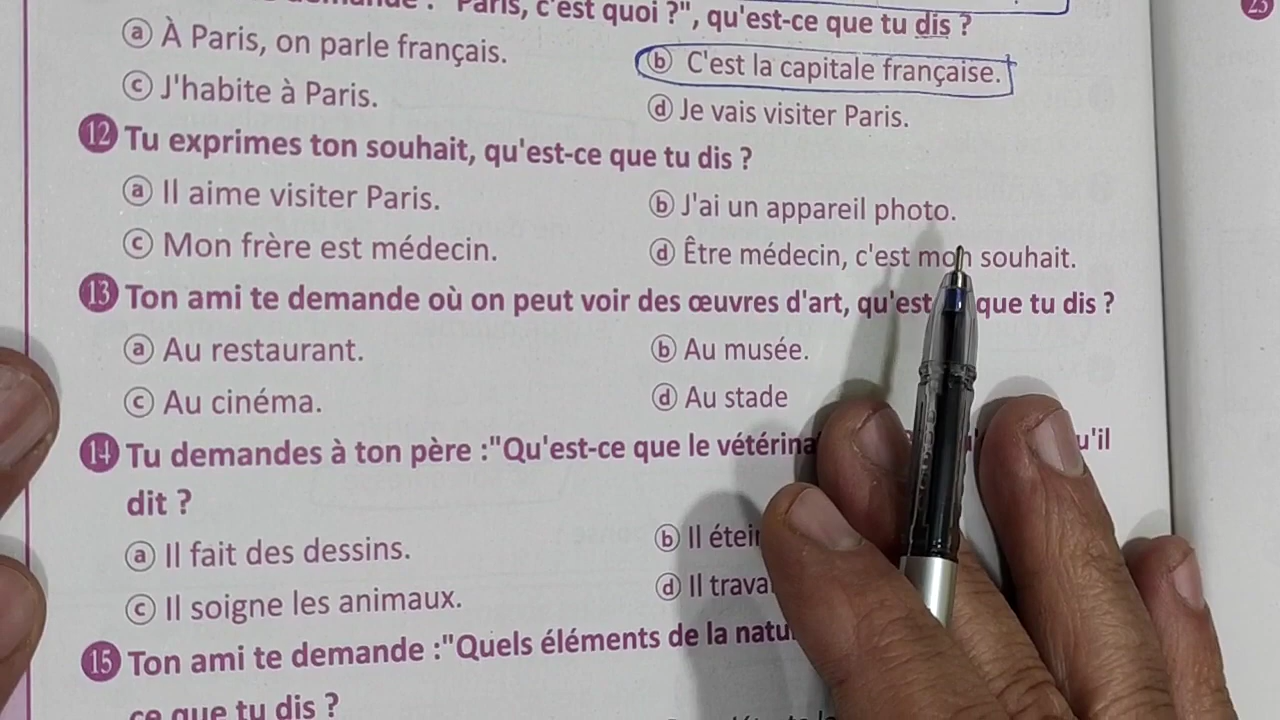 : "Paris, c'est quoi ?", qu'est-ce que tu dis ?
ⓐ À Paris, on parle français.
ⓑ C'est la capitale française.
ⓒ J'habite à Paris.
ⓓ Je vais visiter Paris.
12 Tu exprimes ton souhait, qu'est-ce que tu dis ?
ⓐ Il aime visiter Paris.
ⓑ J'ai un appareil photo.
ⓒ Mon frère est médecin.
ⓓ Être médecin, c'est mon souhait.
13 Ton ami te demande où on peut voir des œuvres d'art, qu'est que tu dis ?
ⓐ Au restaurant.
ⓑ Au musée.
ⓒ Au cinéma.
ⓓ Au stade
14 Tu demandes à ton père :"Qu'est-ce que le
dit ?
ⓐ Il fait des dessins.
ⓑ Il
ⓒ Il soigne les animaux.
ⓓ Il
15 Ton ami te demande :"Quels éléments de la
ce que tu dis ?
23